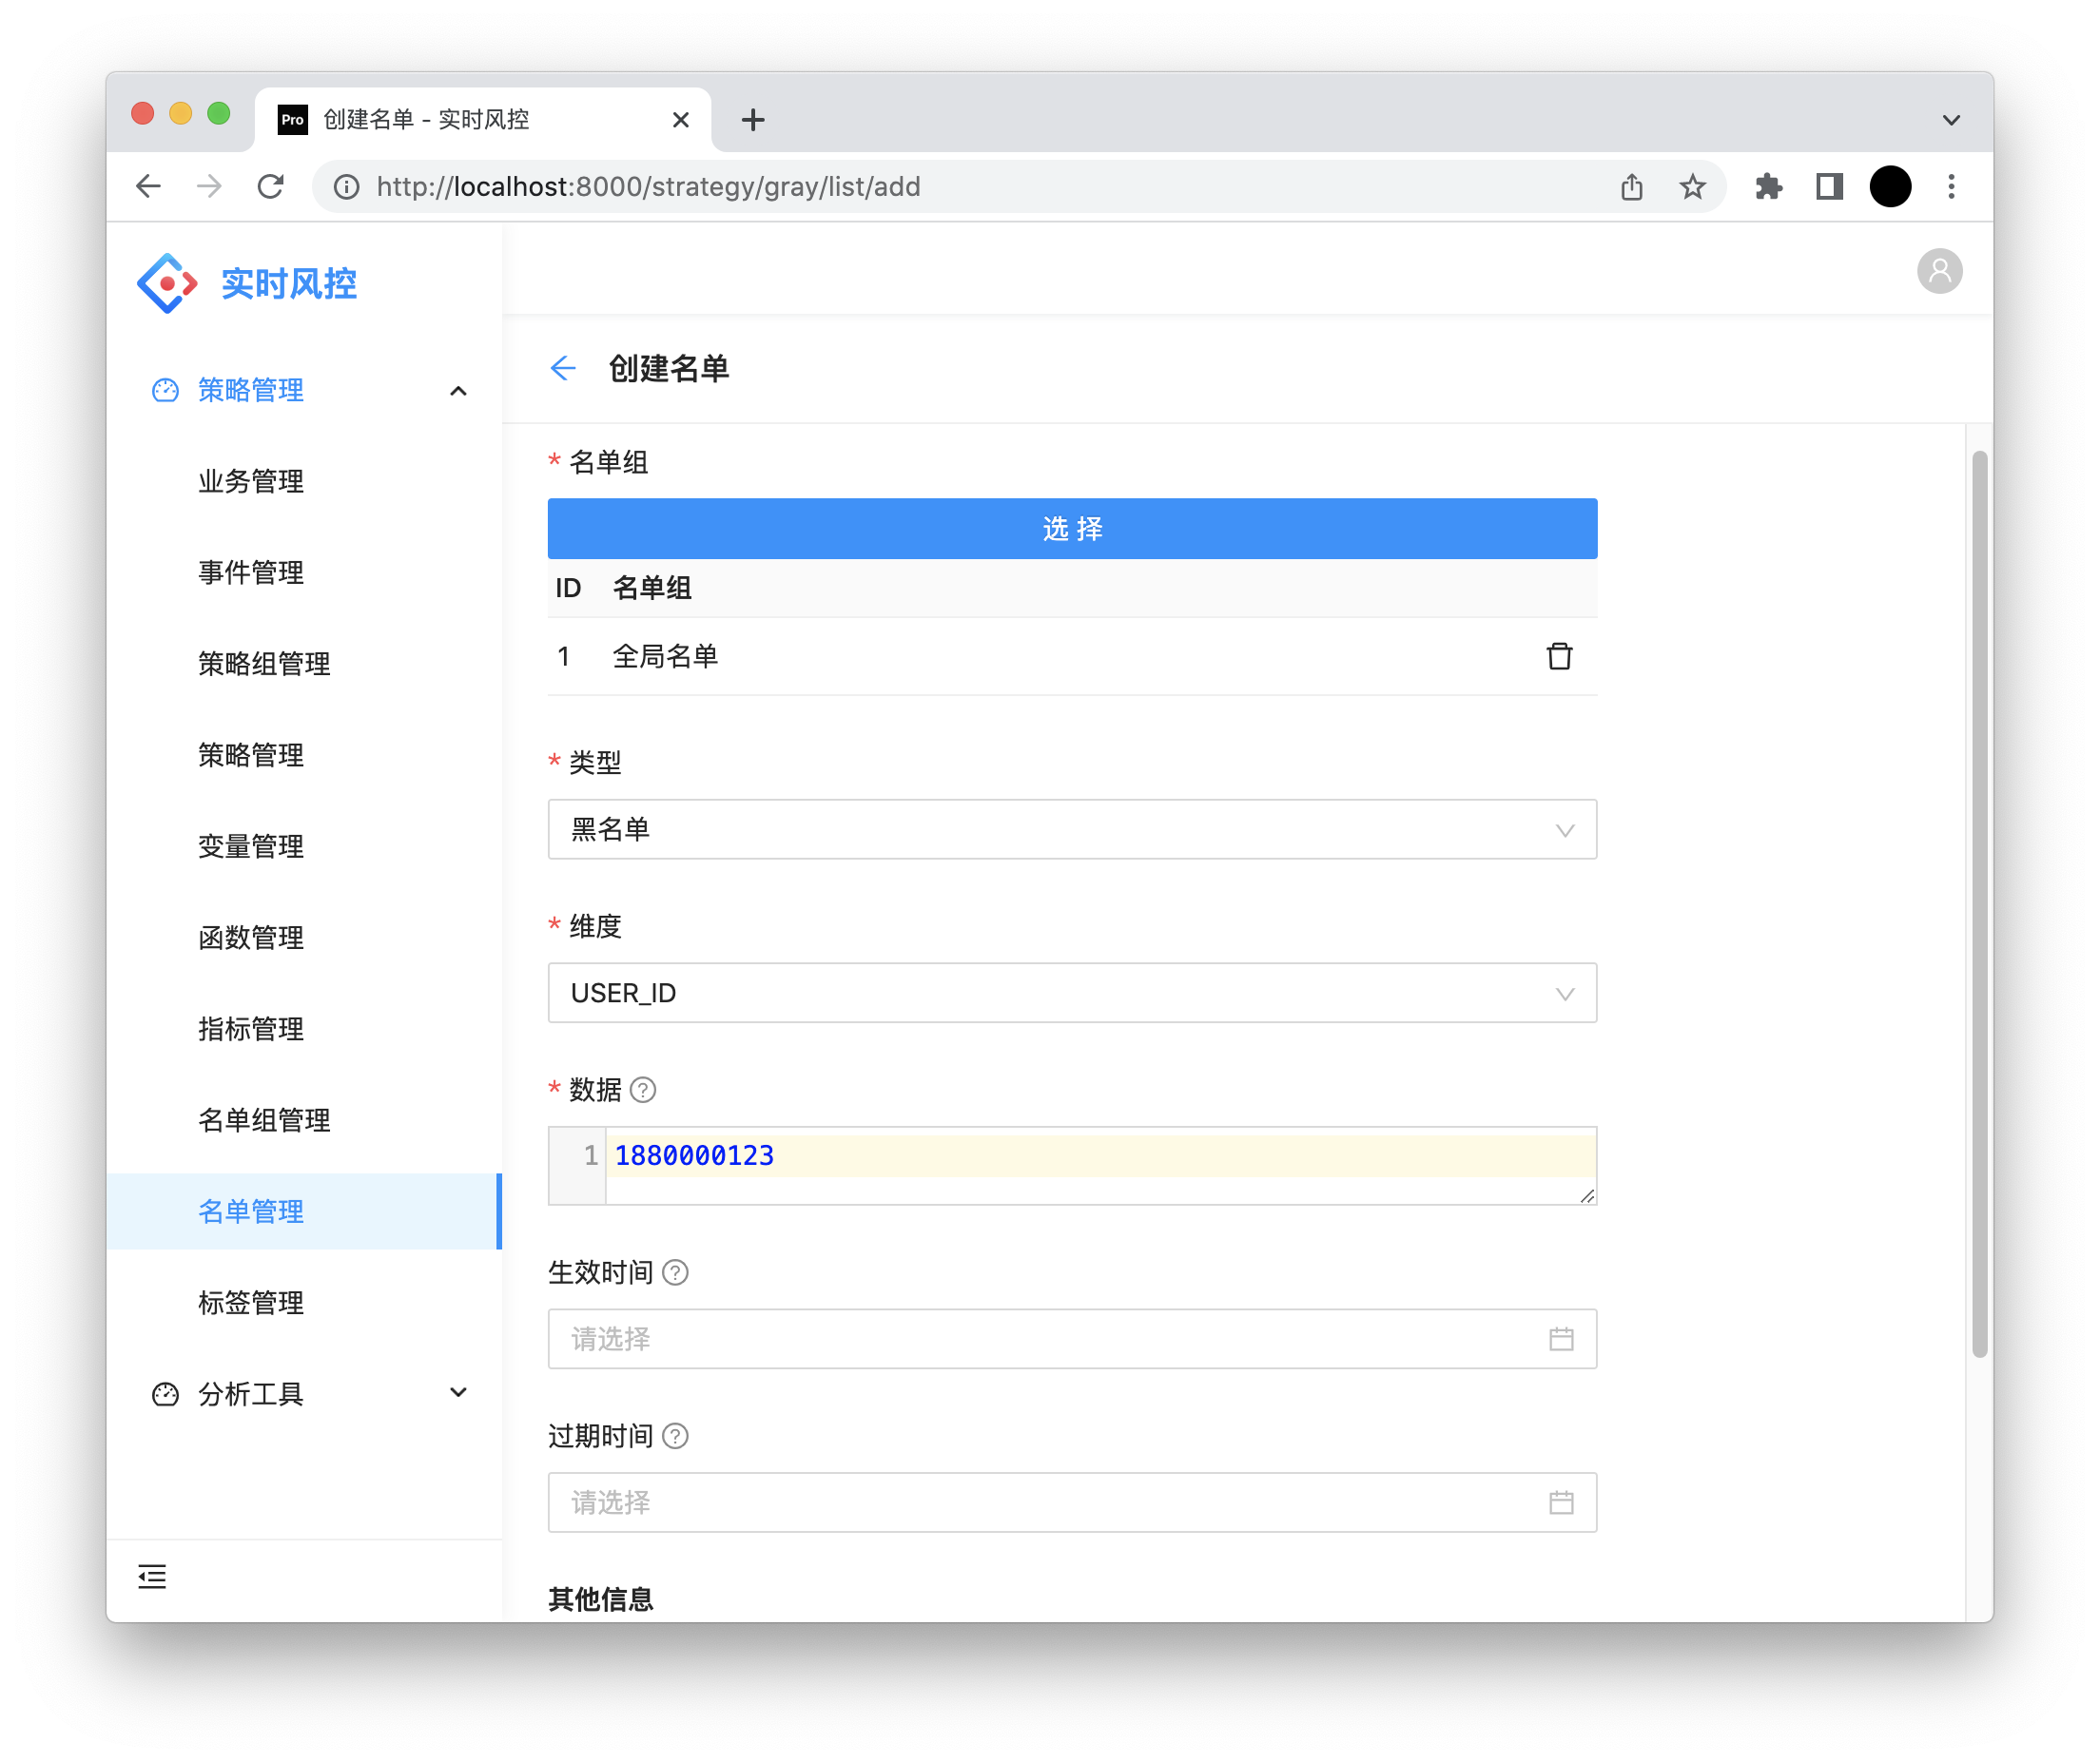 Pro 创建名单 - 实时风控
http://localhost:8000/strategy/gray/list/add
实时风控
策略管理
业务管理
事件管理
策略组管理
策略管理
变量管理
函数管理
指标管理
名单组管理
名单管理
标签管理
分析工具
创建名单
* 名单组
选 择
ID 名单组
1 全局名单
* 类型
黑名单
* 维度
USER_ID
* 数据 ?
1 1880000123
生效时间 ?
请选择
过期时间 ?
请选择
其他信息